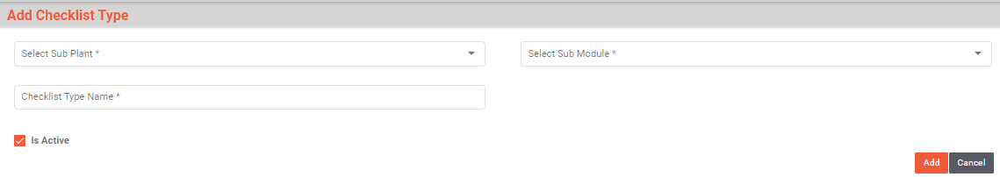 Add Checklist Type
Select Sub Plant *
Select Sub Module *
Checklist Type Name *
Is Active
Add
Cancel